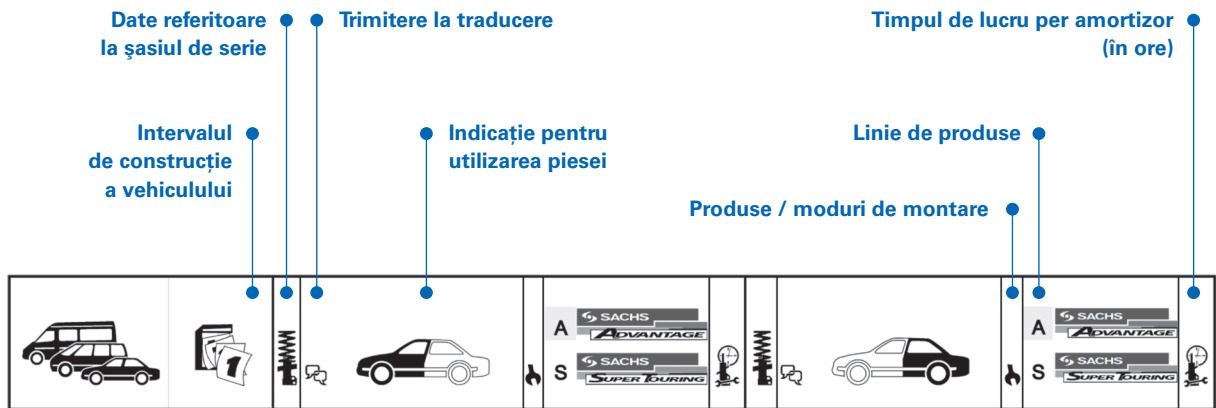 Date referitoare
la şasiul de serie
Trimitere la traducere
Timpul de lucru per amortizor
(în ore)
Intervalul
de construcție
a vehiculului
Indicație pentru
utilizarea piesei
Linie de produse
Produse / moduri de montare
1
A SACHS
ADVANTAGE
S SACHS
SUPER TOURING
A SACHS
ADVANTAGE
S SACHS
SUPER TOURING